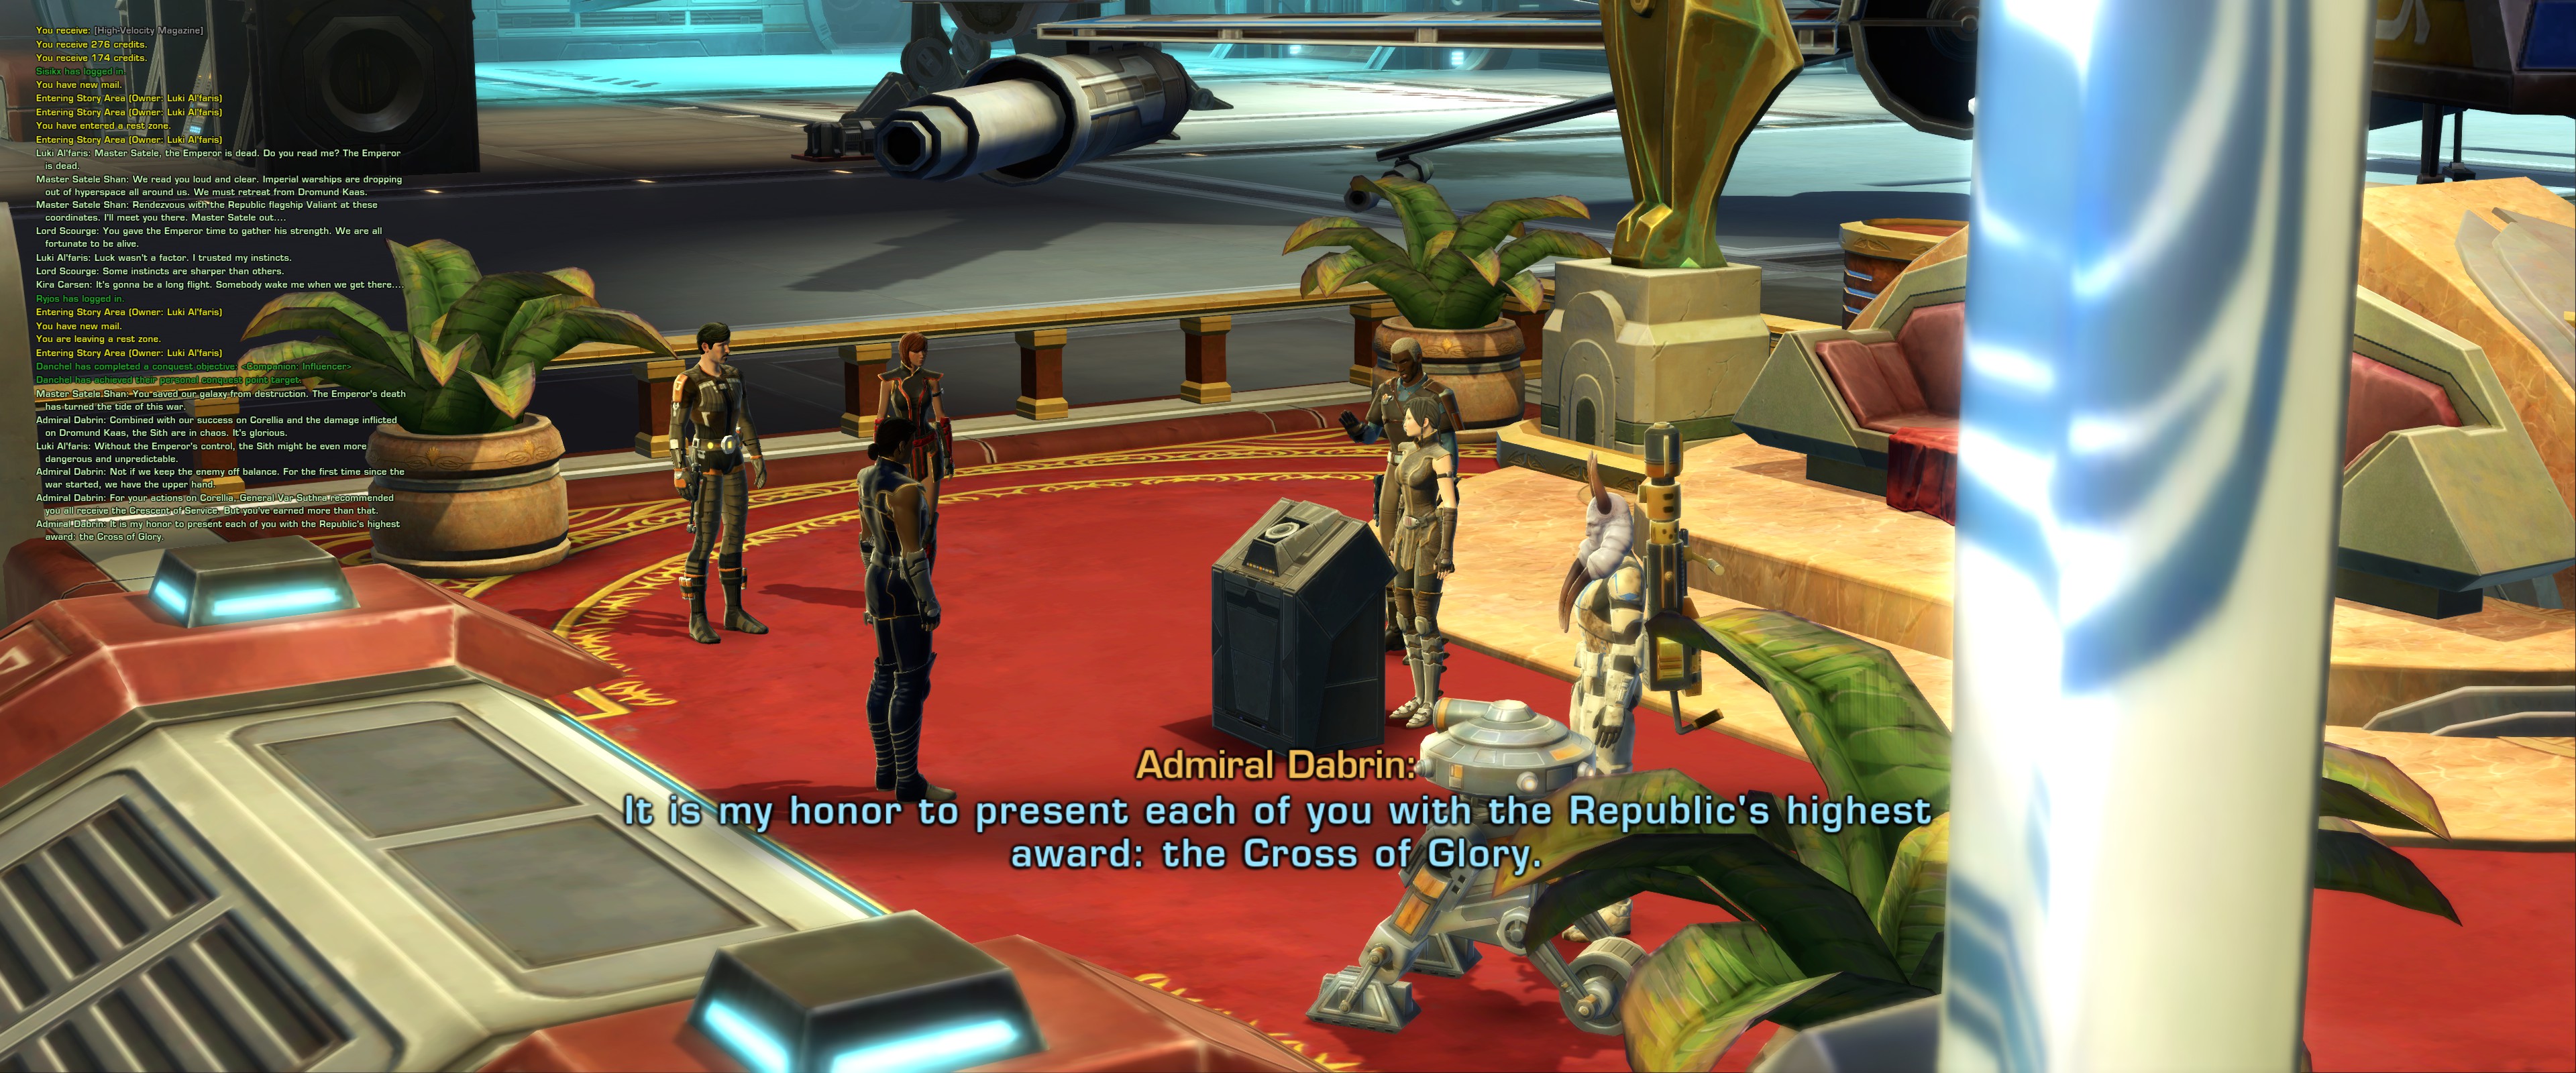 You receive: [High-Velocity Magazine]
You receive 276 credits.
You receive 174 credits.
Sisikx has logged in.
You have new mail.
Entering Story Area (Owner: Luki Al'faris)
Entering Story Area (Owner: Luki Al'faris)
You have entered a rest zone.
Entering Story Area (Owner: Luki Al'faris)
Luki Al'faris: Master Satele, the Emperor is dead. Do you read me? The Emperor
is dead.
Master Satele Shan: We read you loud and clear. Imperial warships are dropping
out of hyperspace all around us. We must retreat from Dromund Kaas.
Master Satele Shan: Rendezvous with the Republic flagship Valiant at these
coordinates. I'll meet you there. Master Satele out....
Lord Scourge: You gave the Emperor time to gather his strength. We are all
fortunate to be alive.
Luki Al'faris: Luck wasn't a factor. I trusted my instincts.
Lord Scourge: Some instincts are sharper than others.
Kira Carsen: It's gonna be a long flight. Somebody wake me when we get there....
Ryjos has logged in.
Entering Story Area (Owner: Luki Al'faris)
You have new mail.
You are leaving a rest zone.
Entering Story Area (Owner: Luki Al'faris)
Danchel has completed a conquest objective: <Companion: Influencer>
Danchel has achieved their personal conquest point target.
Master Satele Shan: You saved our galaxy from destruction. The Emperor's death
has turned the tide of this war.
Admiral Dabrin: Combined with our success on Corellia and the damage inflicted
on Dromund Kaas, the Sith are in chaos. It's glorious.
Luki Al'faris: Without the Emperor's control, the Sith might be even more
dangerous and unpredictable.
Admiral Dabrin: Not if we keep the enemy off balance. For the first time since the
war started, we have the upper hand.
Admiral Dabrin: For your actions on Corellia, General Var Suthra recommended
you all receive the Crescent of Service. But you've earned more than that.
Admiral Dabrin: It is my honor to present each of you with the Republic's highest
award: the Cross of Glory.
Admiral Dabrin:
It is my honor to present each of you with the Republic's highest
award: the Cross of Glory.